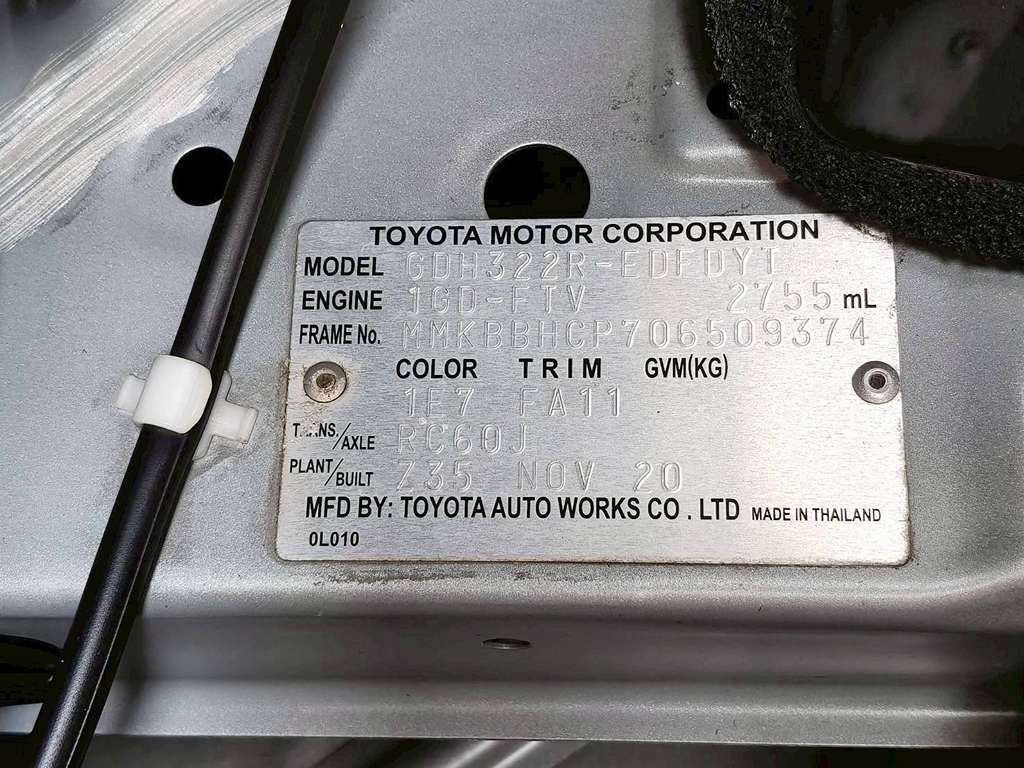 TOYOTA MOTOR CORPORATION
MODEL GDH322R-EDFDYT
ENGINE 1GD-FTV 2755 mL
FRAME No. MMKBBHCP706509374
COLOR TRIM GVM(KG)
1E7 FA11
TRANS./AXLE RC60J
PLANT/BUILT Z35 NOV 20
MFD BY: TOYOTA AUTO WORKS CO . LTD MADE IN THAILAND
0L010